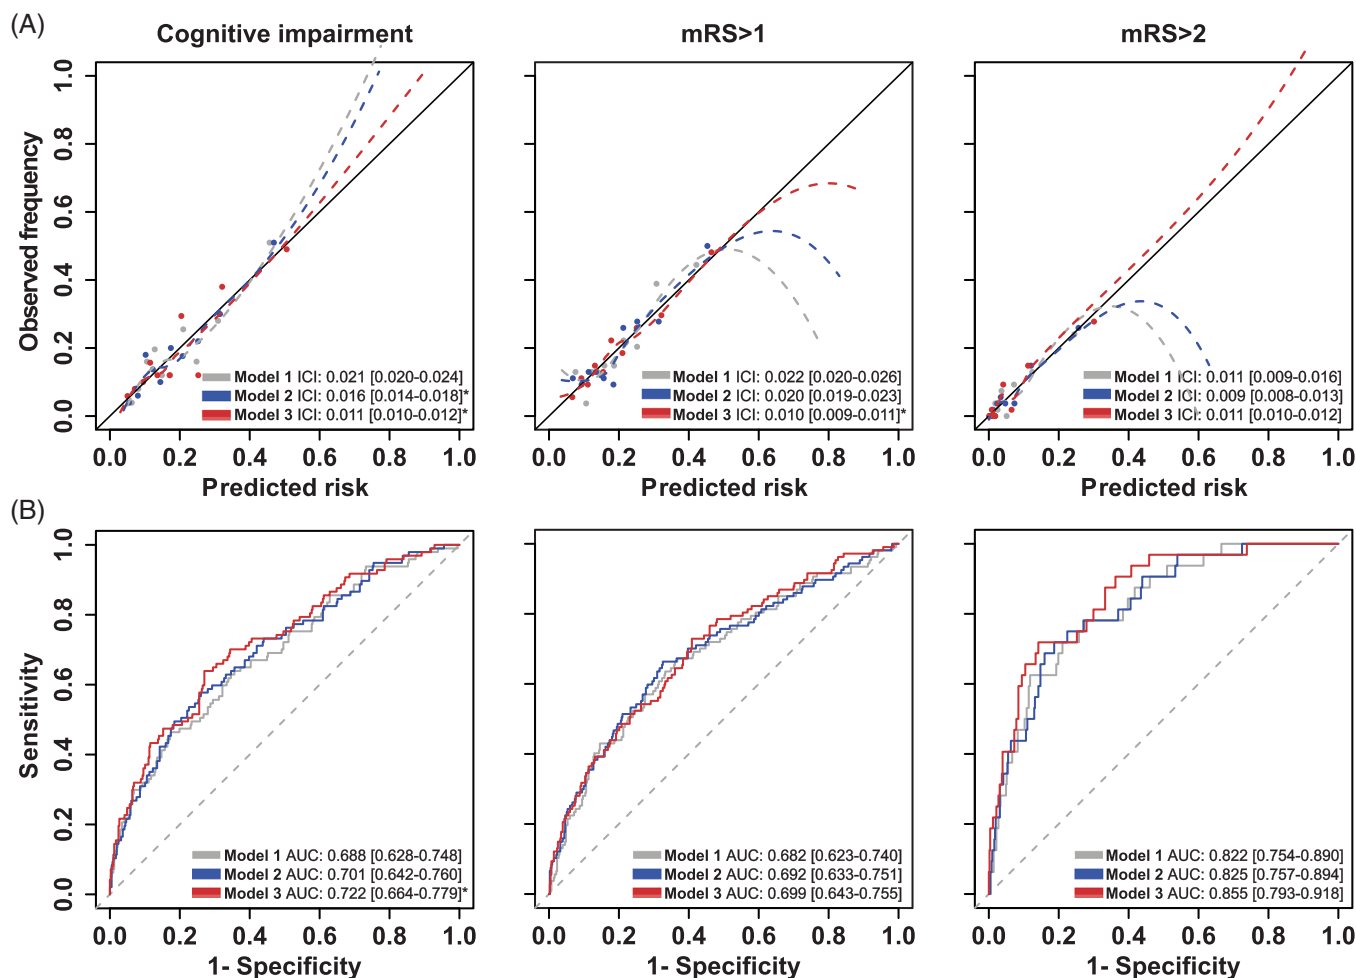 (A)
Cognitive impairment
mRS>1
mRS>2
Observed frequency
0.0 0.2 0.4 0.6 0.8 1.0
Model 1 ICI: 0.021 [0.020-0.024]
Model 2 ICI: 0.016 [0.014-0.018]*
Model 3 ICI: 0.011 [0.010-0.012]*
0.0 0.2 0.4 0.6 0.8 1.0
Predicted risk
Model 1 ICI: 0.022 [0.020-0.026]
Model 2 ICI: 0.020 [0.019-0.023]
Model 3 ICI: 0.010 [0.009-0.011]*
0.0 0.2 0.4 0.6 0.8 1.0
Predicted risk
Model 1 ICI: 0.011 [0.009-0.016]
Model 2 ICI: 0.009 [0.008-0.013]
Model 3 ICI: 0.011 [0.010-0.012]
0.0 0.2 0.4 0.6 0.8 1.0
Predicted risk
(B)
Sensitivity
0.0 0.2 0.4 0.6 0.8 1.0
Model 1 AUC: 0.688 [0.628-0.748]
Model 2 AUC: 0.701 [0.642-0.760]
Model 3 AUC: 0.722 [0.664-0.779]*
0.0 0.2 0.4 0.6 0.8 1.0
1- Specificity
Model 1 AUC: 0.682 [0.623-0.740]
Model 2 AUC: 0.692 [0.633-0.751]
Model 3 AUC: 0.699 [0.643-0.755]
0.0 0.2 0.4 0.6 0.8 1.0
1- Specificity
Model 1 AUC: 0.822 [0.754-0.890]
Model 2 AUC: 0.825 [0.757-0.894]
Model 3 AUC: 0.855 [0.793-0.918]
0.0 0.2 0.4 0.6 0.8 1.0
1- Specificity